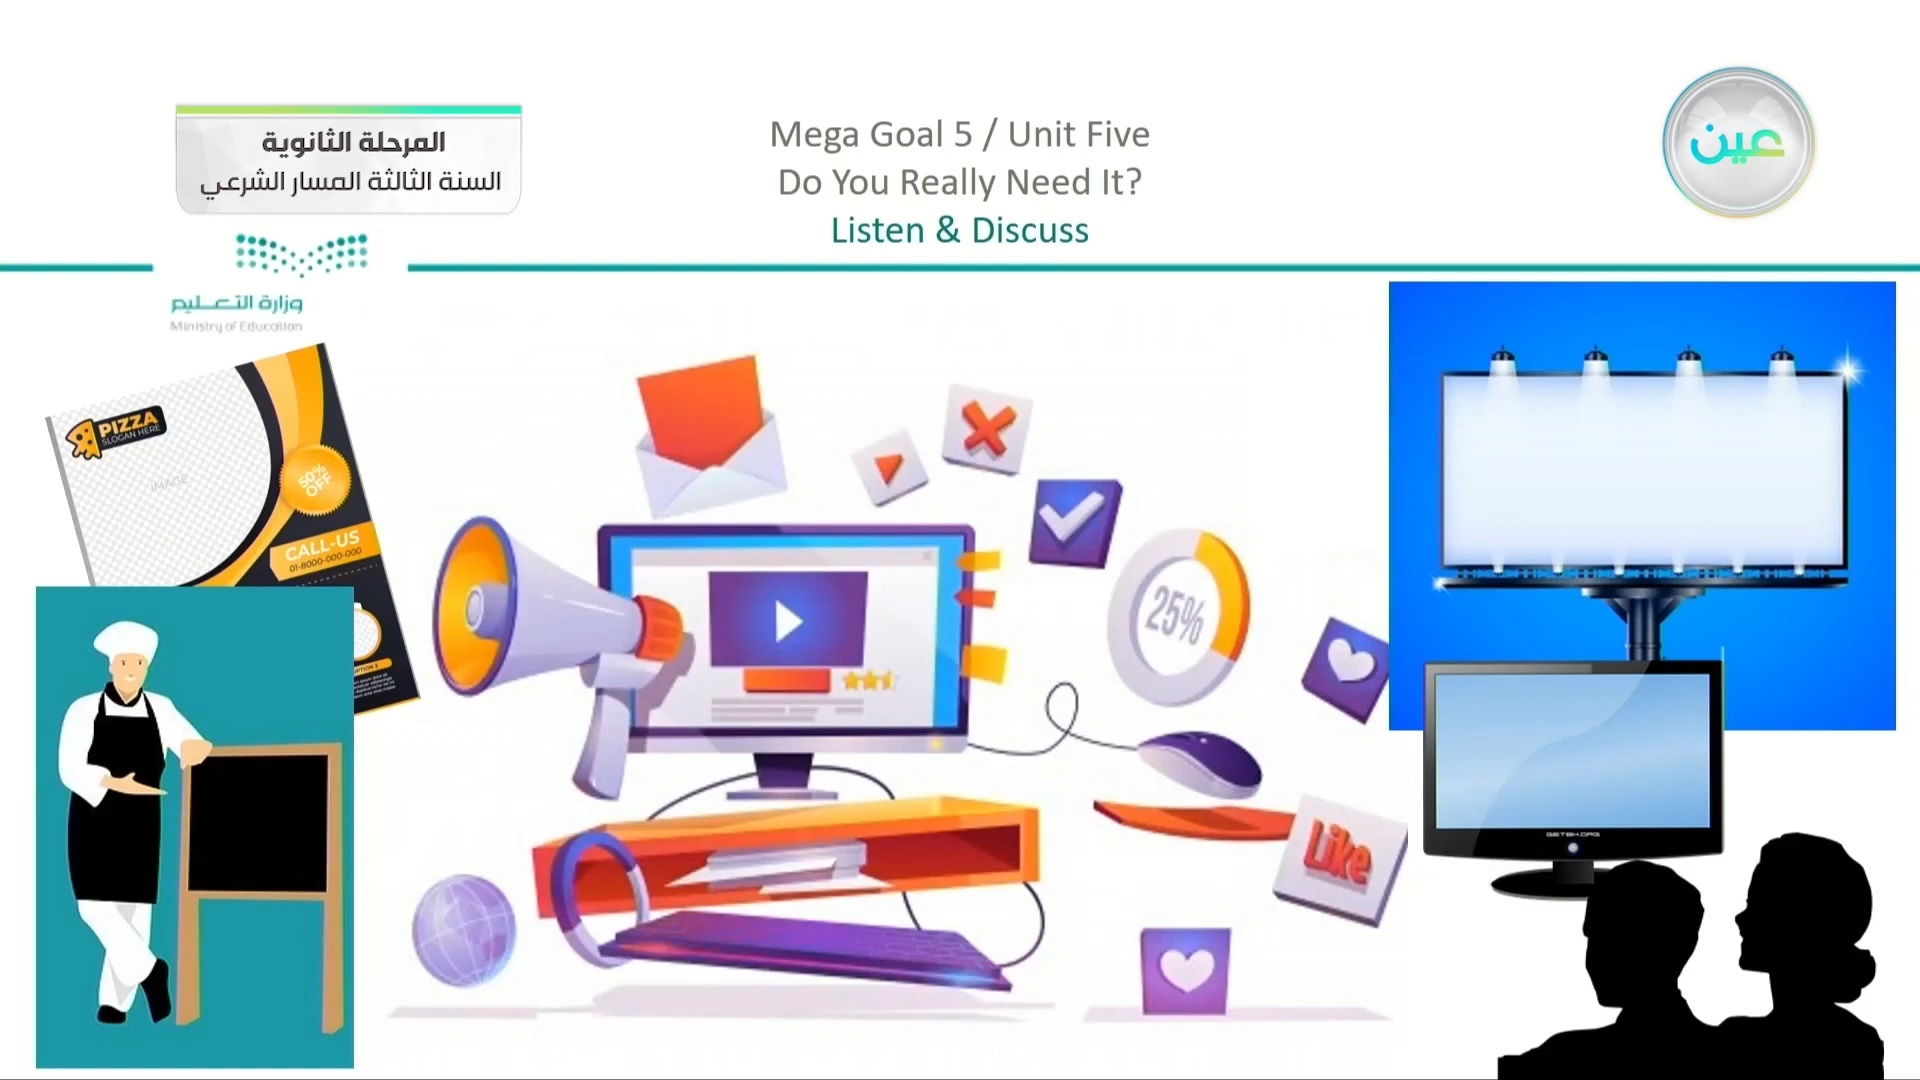 المرحلة الثانوية
السنة الثالثة المسار الشرعي
Mega Goal 5 / Unit Five
Do You Really Need It?
Listen & Discuss
عين
وزارة التعليم
Ministry of Education
PIZZA
SLOGAN HERE
IMAGE
50%
OFF
CALL-US
01-8000-000-000
25%
Like